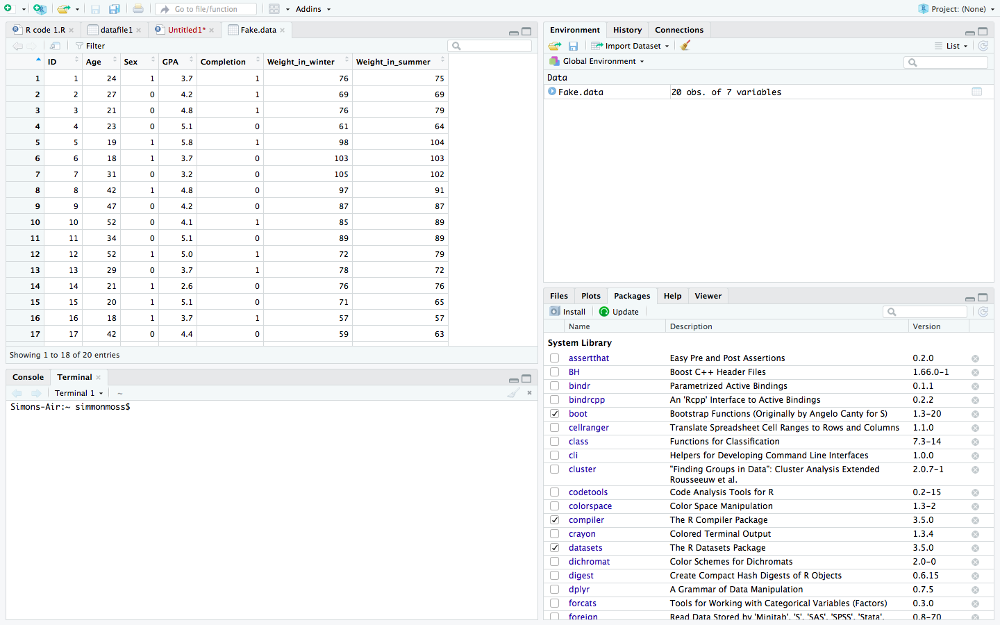 Go to file/function
Addins
Project: (None)
R code 1.R
datafile1
Untitled1*
Fake.data
Filter
ID Age Sex GPA Completion Weight_in_winter Weight_in_summer
1 1 24 1 3.7 1 76 75
2 2 27 0 4.2 1 69 69
3 3 21 0 4.8 1 76 79
4 4 23 0 5.1 0 61 64
5 5 19 1 5.8 1 98 104
6 6 18 1 3.7 0 103 103
7 7 31 0 3.2 0 105 102
8 8 42 1 4.8 0 97 91
9 9 47 0 4.2 0 87 87
10 10 52 0 4.1 1 85 89
11 11 34 0 5.1 0 89 89
12 12 52 1 5.0 1 72 79
13 13 29 0 3.7 1 78 72
14 14 21 1 2.6 0 76 76
15 15 20 1 5.1 0 71 65
16 16 18 1 3.7 1 57 57
17 17 42 0 4.4 0 59 63
Showing 1 to 18 of 20 entries
Console Terminal
Terminal 1 ~
Simons-Air:~ simmonmoss$
Environment History Connections
Import Dataset List
Global Environment
Data
Fake.data 20 obs. of 7 variables
Files Plots Packages Help Viewer
Install Update
Name Description Version
System Library
assertthat Easy Pre and Post Assertions 0.2.0
BH Boost C++ Header Files 1.66.0-1
bindr Parametrized Active Bindings 0.1.1
bindrcpp An 'Rcpp' Interface to Active Bindings 0.2.2
boot Bootstrap Functions (Originally by Angelo Canty for S) 1.3-20
cellranger Translate Spreadsheet Cell Ranges to Rows and Columns 1.1.0
class Functions for Classification 7.3-14
cli Helpers for Developing Command Line Interfaces 1.0.0
cluster "Finding Groups in Data": Cluster Analysis Extended 2.0.7-1
Rousseeuw et al.
codetools Code Analysis Tools for R 0.2-15
colorspace Color Space Manipulation 1.3-2
compiler The R Compiler Package 3.5.0
crayon Colored Terminal Output 1.3.4
datasets The R Datasets Package 3.5.0
dichromat Color Schemes for Dichromats 2.0-0
digest Create Compact Hash Digests of R Objects 0.6.15
dplyr A Grammar of Data Manipulation 0.7.5
forcats Tools for Working with Categorical Variables (Factors) 0.3.0
foreign Read Data Stored by 'Minitab', 'S', 'SAS', 'SPSS', 'Stata', 0.8-70